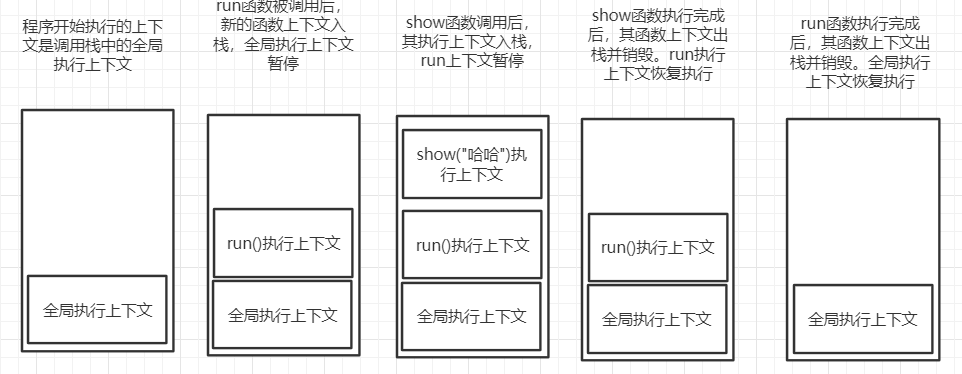 程序开始执行的上下
文是调用栈中的全局
执行上下文
run函数被调用后，
新的函数上下文入
栈，全局执行上下文
暂停
show函数调用后，
其执行上下文入栈，
run上下文暂停
show函数执行完成
后，其函数上下文出
栈并销毁。run执行
上下文恢复执行
run函数执行完成
后，其函数上下文出
栈并销毁。全局执行
上下文恢复执行
全局执行上下文
run()执行上下文
全局执行上下文
show("哈哈")执
行上下文
run()执行上下文
全局执行上下文
run()执行上下文
全局执行上下文
全局执行上下文